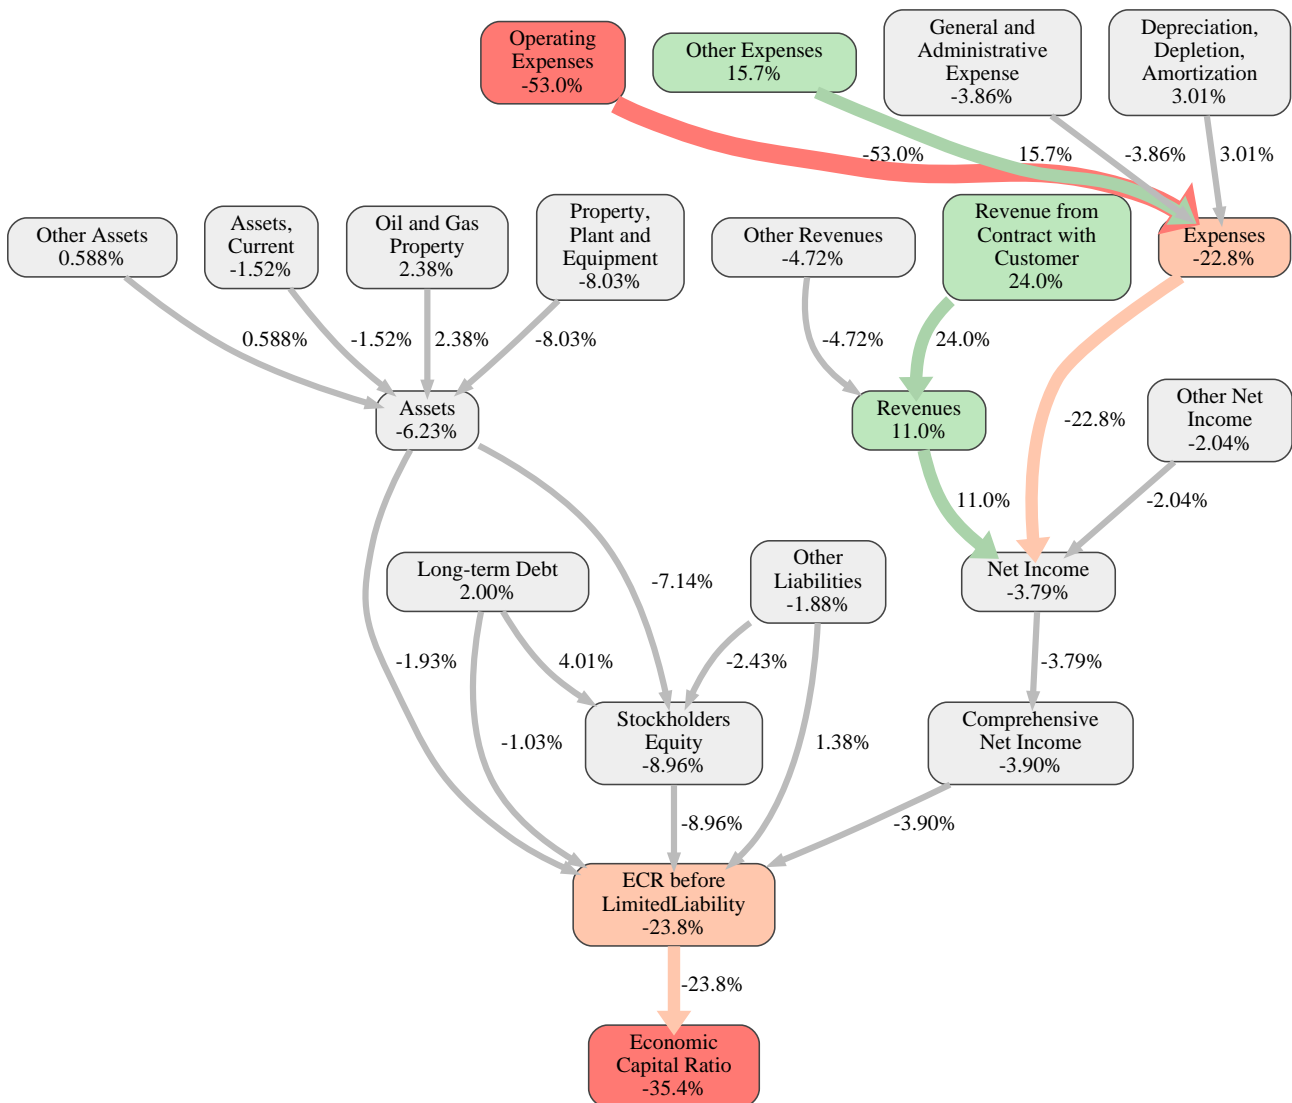 Operating
Expenses
-53.0%
Other Expenses
15.7%
General and
Administrative
Expense
-3.86%
Depreciation,
Depletion,
Amortization
3.01%
-53.0%
15.7%
-3.86%
3.01%
Other Assets
0.588%
Assets,
Current
-1.52%
Oil and Gas
Property
2.38%
Property,
Plant and
Equipment
-8.03%
Other Revenues
-4.72%
Revenue from
Contract with
Customer
24.0%
Expenses
-22.8%
0.588%
-1.52%
2.38%
-8.03%
-4.72%
24.0%
-22.8%
Assets
-6.23%
Revenues
11.0%
Other Net
Income
-2.04%
11.0%
-2.04%
Long-term Debt
2.00%
-7.14%
Other
Liabilities
-1.88%
Net Income
-3.79%
-1.93%
4.01%
-2.43%
-3.79%
-1.03%
Stockholders
Equity
-8.96%
1.38%
Comprehensive
Net Income
-3.90%
-8.96%
-3.90%
ECR before
LimitedLiability
-23.8%
-23.8%
Economic
Capital Ratio
-35.4%